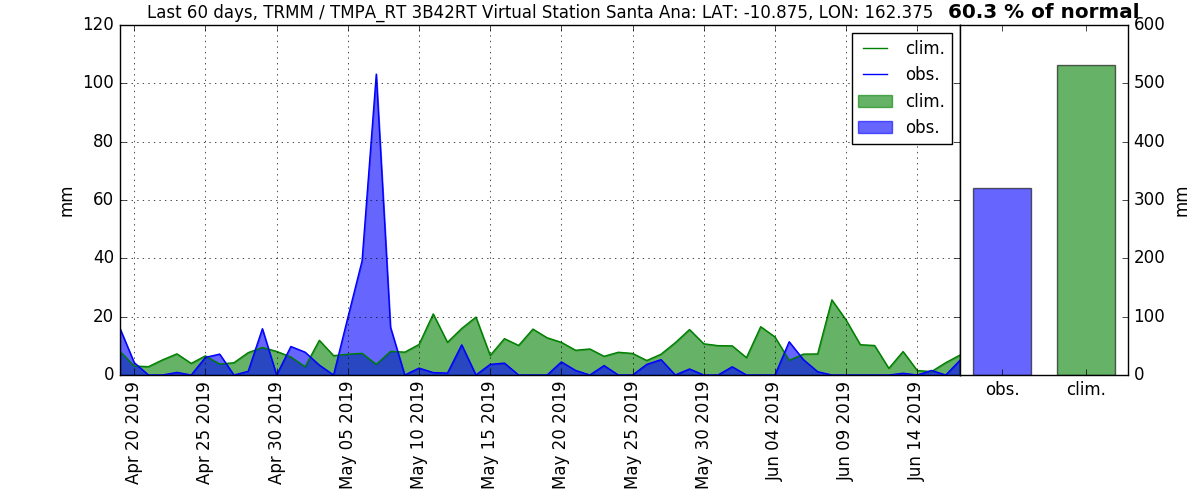 Last 60 days, TRMM / TMPA_RT 3B42RT Virtual Station Santa Ana: LAT: -10.875, LON: 162.375 60.3 % of normal
120
100
80
60
40
20
0
mm
clim.
obs.
clim.
obs.
Apr 20 2019
Apr 25 2019
Apr 30 2019
May 05 2019
May 10 2019
May 15 2019
May 20 2019
May 25 2019
May 30 2019
Jun 04 2019
Jun 09 2019
Jun 14 2019
600
500
400
300
200
100
0
mm
obs.
clim.